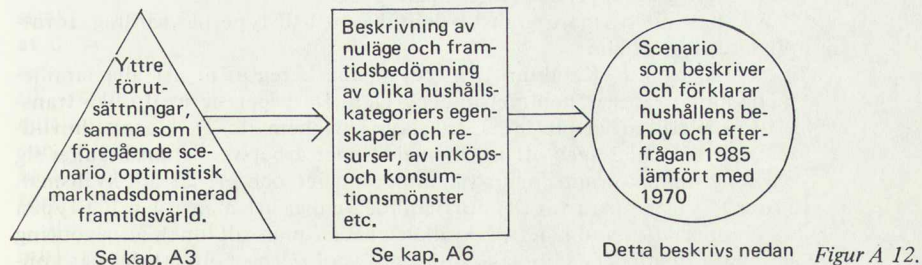 Yttre
förut-
sättningar,
samma som i
föregående sce-
nario, optimistisk
marknadsdominerad
framtidsvärld.
Se kap. A3
Beskrivning av
nuläge och fram-
tidsbedömning
av olika hushålls-
kategoriers egen-
skaper och re-
surser, av inköps-
och konsum-
tionsmönster
etc.
Se kap. A6
Scenario
som beskriver
och förklarar
hushållens be-
hov och efter-
frågan 1985
jämfört med
1970
Detta beskrivs nedan
Figur A 12.